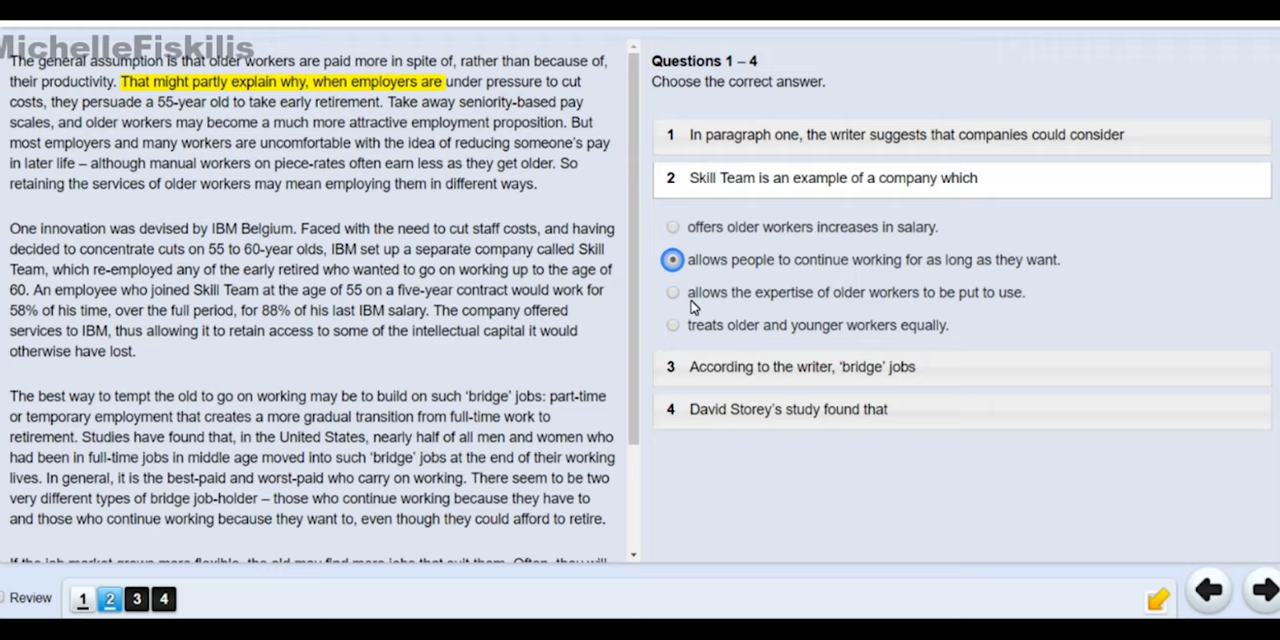 MichelleFiskilis
The general assumption is that older workers are paid more in spite of, rather than because of,
their productivity. That might partly explain why, when employers are under pressure to cut
costs, they persuade a 55-year old to take early retirement. Take away seniority-based pay
scales, and older workers may become a much more attractive employment proposition. But
most employers and many workers are uncomfortable with the idea of reducing someone's pay
in later life – although manual workers on piece-rates often earn less as they get older. So
retaining the services of older workers may mean employing them in different ways.
One innovation was devised by IBM Belgium. Faced with the need to cut staff costs, and having
decided to concentrate cuts on 55 to 60-year olds, IBM set up a separate company called Skill
Team, which re-employed any of the early retired who wanted to go on working up to the age of
60. An employee who joined Skill Team at the age of 55 on a five-year contract would work for
58% of his time, over the full period, for 88% of his last IBM salary. The company offered
services to IBM, thus allowing it to retain access to some of the intellectual capital it would
otherwise have lost.
The best way to tempt the old to go on working may be to build on such ‘bridge’ jobs: part-time
or temporary employment that creates a more gradual transition from full-time work to
retirement. Studies have found that, in the United States, nearly half of all men and women who
had been in full-time jobs in middle age moved into such ‘bridge’ jobs at the end of their working
lives. In general, it is the best-paid and worst-paid who carry on working. There seem to be two
very different types of bridge job-holder – those who continue working because they have to
and those who continue working because they want to, even though they could afford to retire.
If the job market grows more flexible, the old may find more jobs that suit them. Often, they will
Questions 1 – 4
Choose the correct answer.
1 In paragraph one, the writer suggests that companies could consider
2 Skill Team is an example of a company which
offers older workers increases in salary.
allows people to continue working for as long as they want.
allows the expertise of older workers to be put to use.
treats older and younger workers equally.
3 According to the writer, ‘bridge’ jobs
4 David Storey's study found that
Review 1 2 3 4